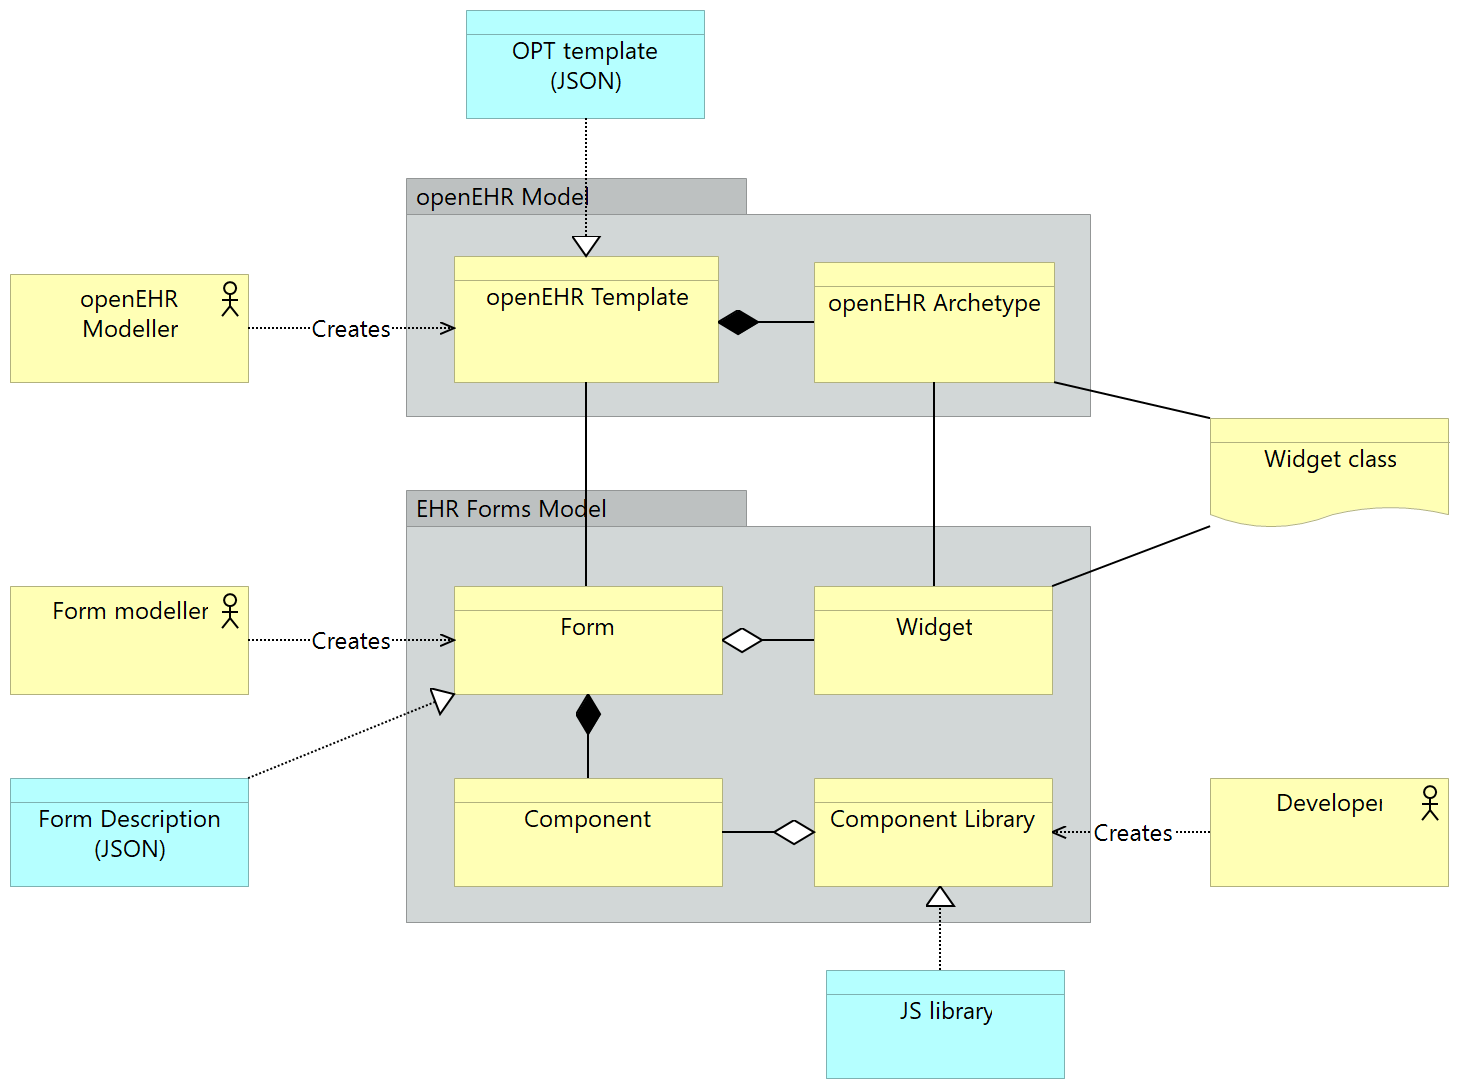 OPT template
(JSON)
openEHR Model
openEHR
Modeller
Creates
openEHR Template
openEHR Archetype
Widget class
EHR Forms Model
Form modeller
Creates
Form
Widget
Form Description
(JSON)
Component
Component Library
Creates
Developer
JS library